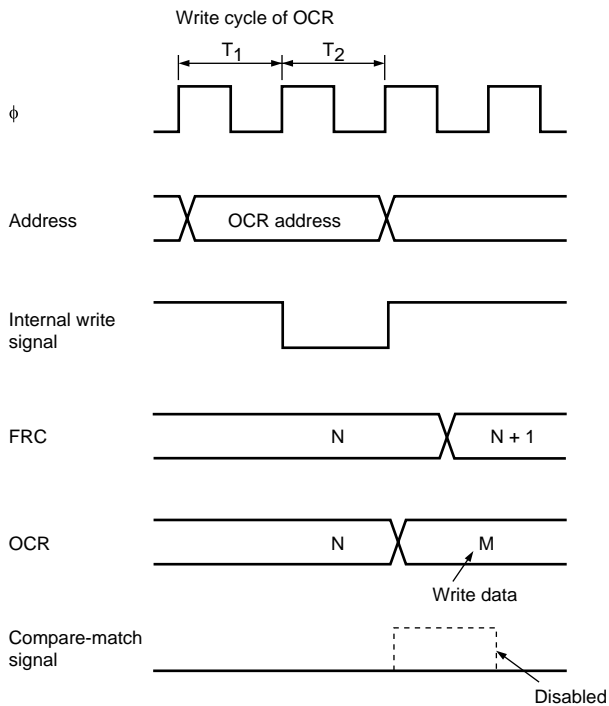 Write cycle of OCR
T1 T2
ϕ
Address
OCR address
Internal write
signal
FRC
N
N + 1
OCR
N
M
Write data
Compare-match
signal
Disabled